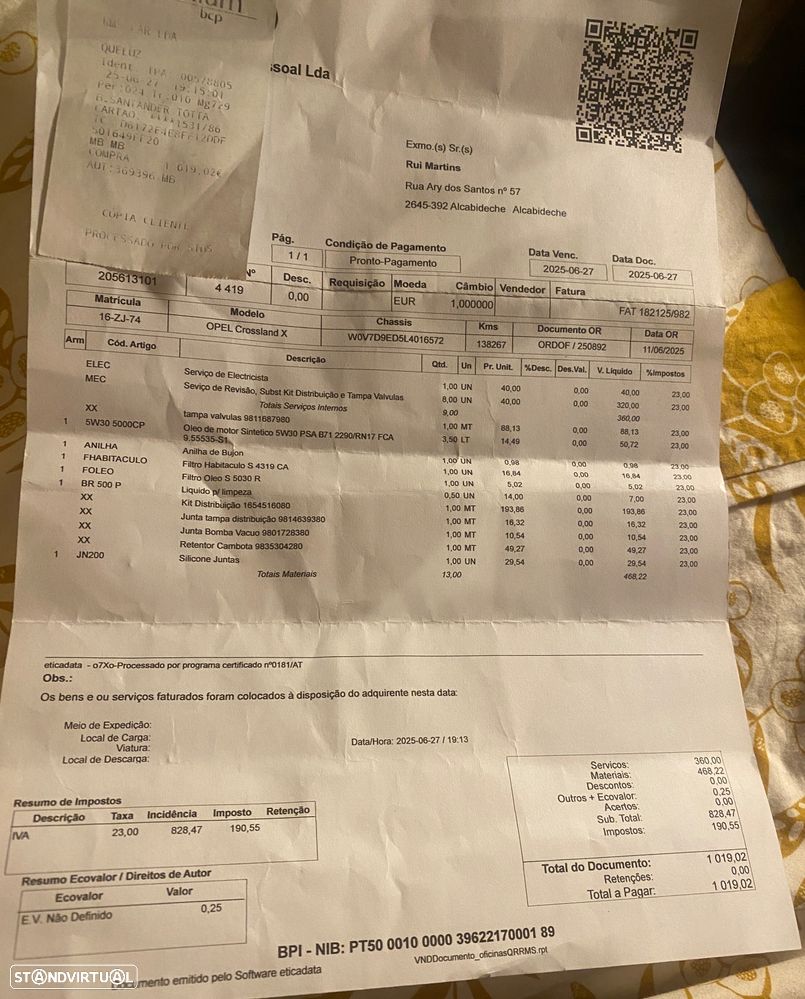 bcp
LDA
QUELUZ
Ident. TPA: 00578805
25-06-27 19:15:01
B.SANTANDER TOTTA
MB MB
COMPRA
1 019,02€
AUT:369396 MB
COPIA CLIENTE
PROCESSADO POR SIBS
ssoal Lda
Exmo.(s) Sr.(s)
Rui Martins
Rua Ary dos Santos nº 57
2645-392 Alcabideche Alcabideche
Pág. Condição de Pagamento Data Venc. Data Doc.
1 / 1 Pronto-Pagamento 2025-06-27 2025-06-27
Nº Desc. Requisição Moeda Câmbio Vendedor Fatura
205613101 4 419 0,00 EUR 1,000000 FAT 182125/982
Matrícula Modelo Chassis Kms Documento OR Data OR
16-ZJ-74 OPEL Crossland X W0V7D9ED5L4016572 138267 ORDOF / 250892 11/06/2025
Arm Cód. Artigo Descrição Qtd. Un Pr. Unit. %Desc. Des.Val. V. Líquido %Impostos
ELEC Serviço de Electricista 1,00 UN 40,00 0,00 40,00 23,00
MEC Seviço de Revisão, Subst Kit Distribuição e Tampa Valvulas 8,00 UN 40,00 0,00 320,00 23,00
Totais Serviços Internos 9,00 360,00
XX tampa valvulas 9811687980 1,00 MT 88,13 0,00 88,13 23,00
1 5W30 5000CP Oleo de motor Sintetico 5W30 PSA B71 2290/RN17 FCA 3,50 LT 14,49 0,00 50,72 23,00
9.55535-S1
1 ANILHA Anilha de Bujon 1,00 UN 0,98 0,00 0,98 23,00
1 FHABITACULO Filtro Habitaculo S 4319 CA 1,00 UN 16,84 0,00 16,84 23,00
1 FOLEO Filtro Oleo S 5030 R 1,00 UN 5,02 0,00 5,02 23,00
1 BR 500 P Liquido p/ limpeza 0,50 UN 14,00 0,00 7,00 23,00
XX Kit Distribuição 1654516080 1,00 MT 193,86 0,00 193,86 23,00
XX Junta tampa distribuição 9814639380 1,00 MT 16,32 0,00 16,32 23,00
XX Junta Bomba Vacuo 9801728380 1,00 MT 10,54 0,00 10,54 23,00
XX Retentor Cambota 9835304280 1,00 MT 49,27 0,00 49,27 23,00
1 JN200 Silicone Juntas 1,00 UN 29,54 0,00 29,54 23,00
Totais Materiais 13,00 468,22
eticadata - o7Xo-Processado por programa certificado nº0181/AT
Obs.:
Os bens e ou serviços faturados foram colocados à disposição do adquirente nesta data:
Meio de Expedição:
Local de Carga:
Viatura:
Local de Descarga:
Data/Hora: 2025-06-27 / 19:13
Servicos: 360,00
Materiais: 468,22
Descontos: 0,00
Outros + Ecovalor: 0,25
Acertos: 0,00
Sub. Total: 828,47
Impostos: 190,55
Total do Documento: 1 019,02
Retenções: 0,00
Total a Pagar: 1 019,02
Resumo de Impostos
Descrição Taxa Incidência Imposto Retenção
IVA 23,00 828,47 190,55
Resumo Ecovalor / Direitos de Autor
Ecovalor Valor
E.V. Não Definido 0,25
BPI - NIB: PT50 0010 0000 39622170001 89
VNDDocumento_oficinasQRRMS.rpt
mento emitido pelo Software eticadata
STANDVIRTUAL